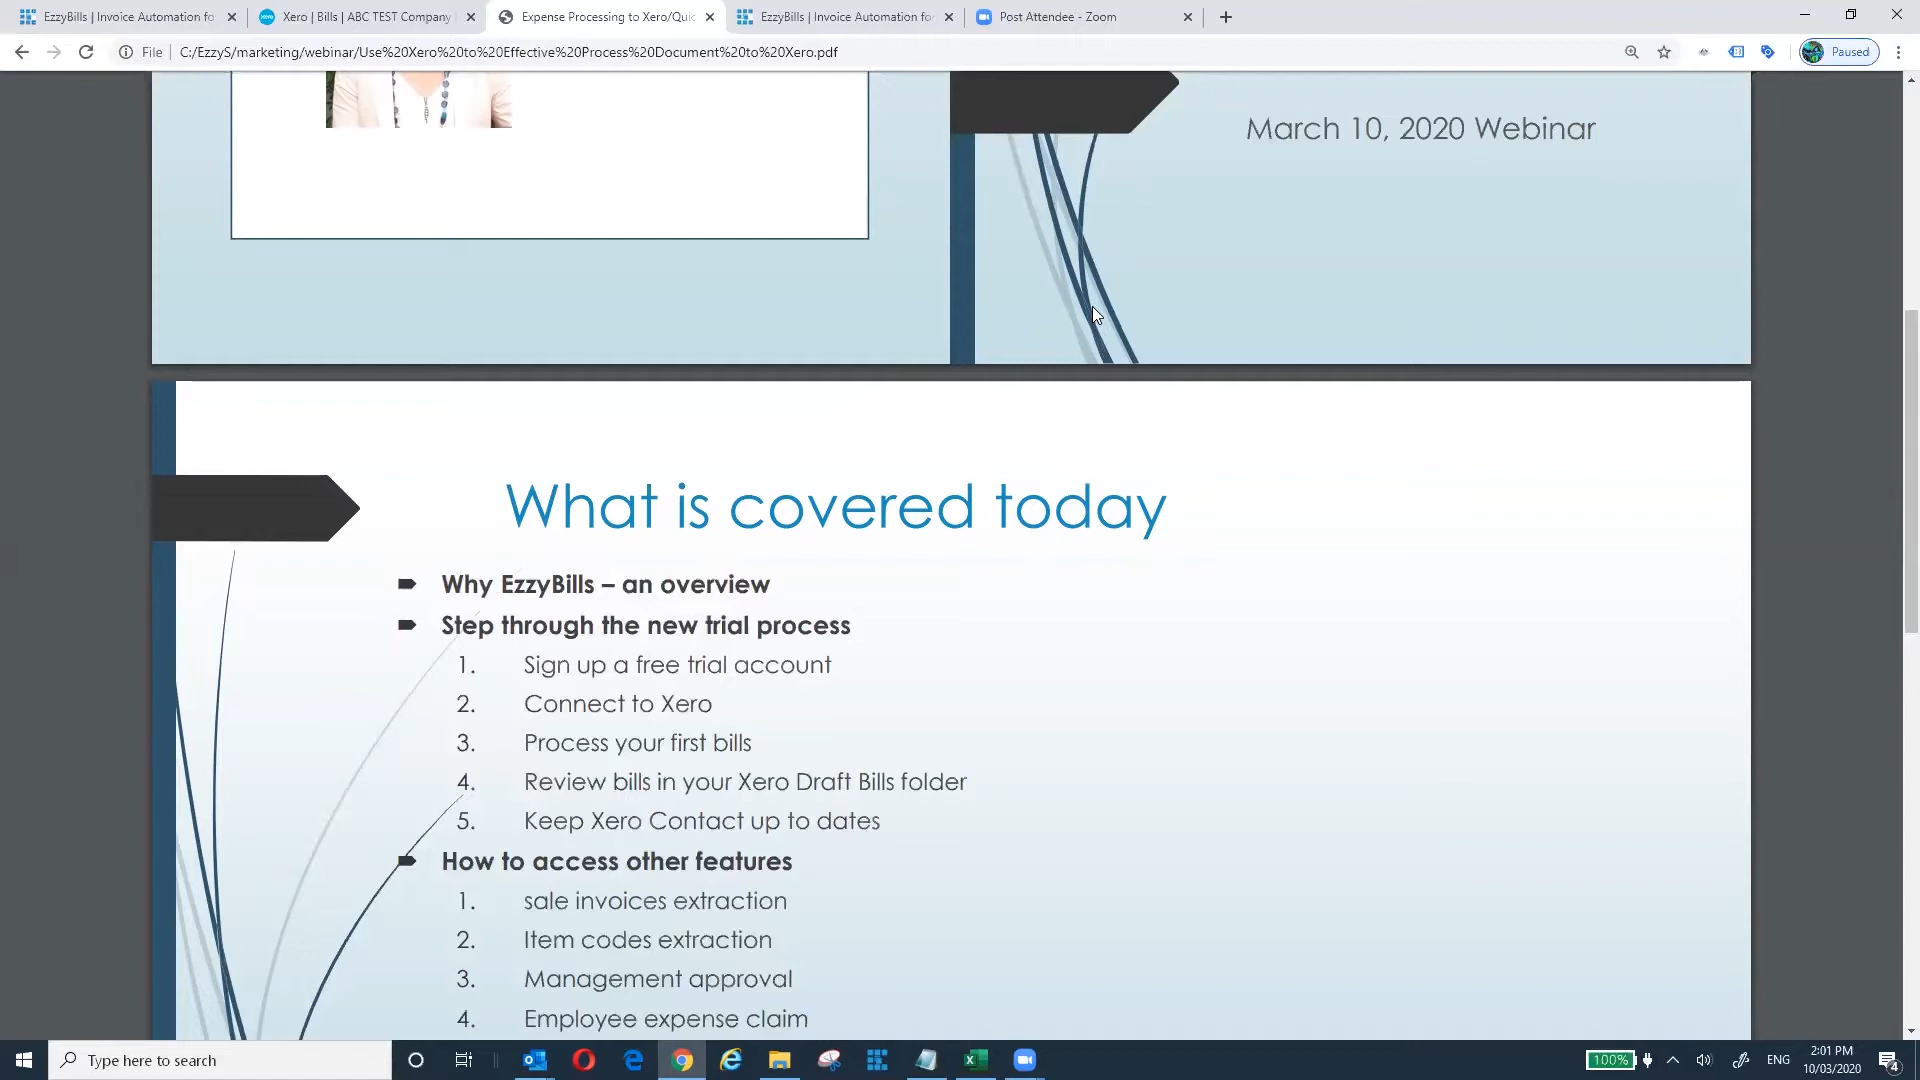 EzzyBills | Invoice Automation fo
Xero | Bills | ABC TEST Company
Expense Processing to Xero/Quic
EzzyBills | Invoice Automation fo
Post Attendee - Zoom
File
C:/EzzyS/marketing/webinar/Use%20Xero%20to%20Effective%20Process%20Document%20to%20Xero.pdf
Paused
March 10, 2020 Webinar
What is covered today
Why EzzyBills – an overview
Step through the new trial process
1. Sign up a free trial account
2. Connect to Xero
3. Process your first bills
4. Review bills in your Xero Draft Bills folder
5. Keep Xero Contact up to dates
How to access other features
1. sale invoices extraction
2. Item codes extraction
3. Management approval
4. Employee expense claim
Type here to search
100%
ENG
2:01 PM
10/03/2020
4